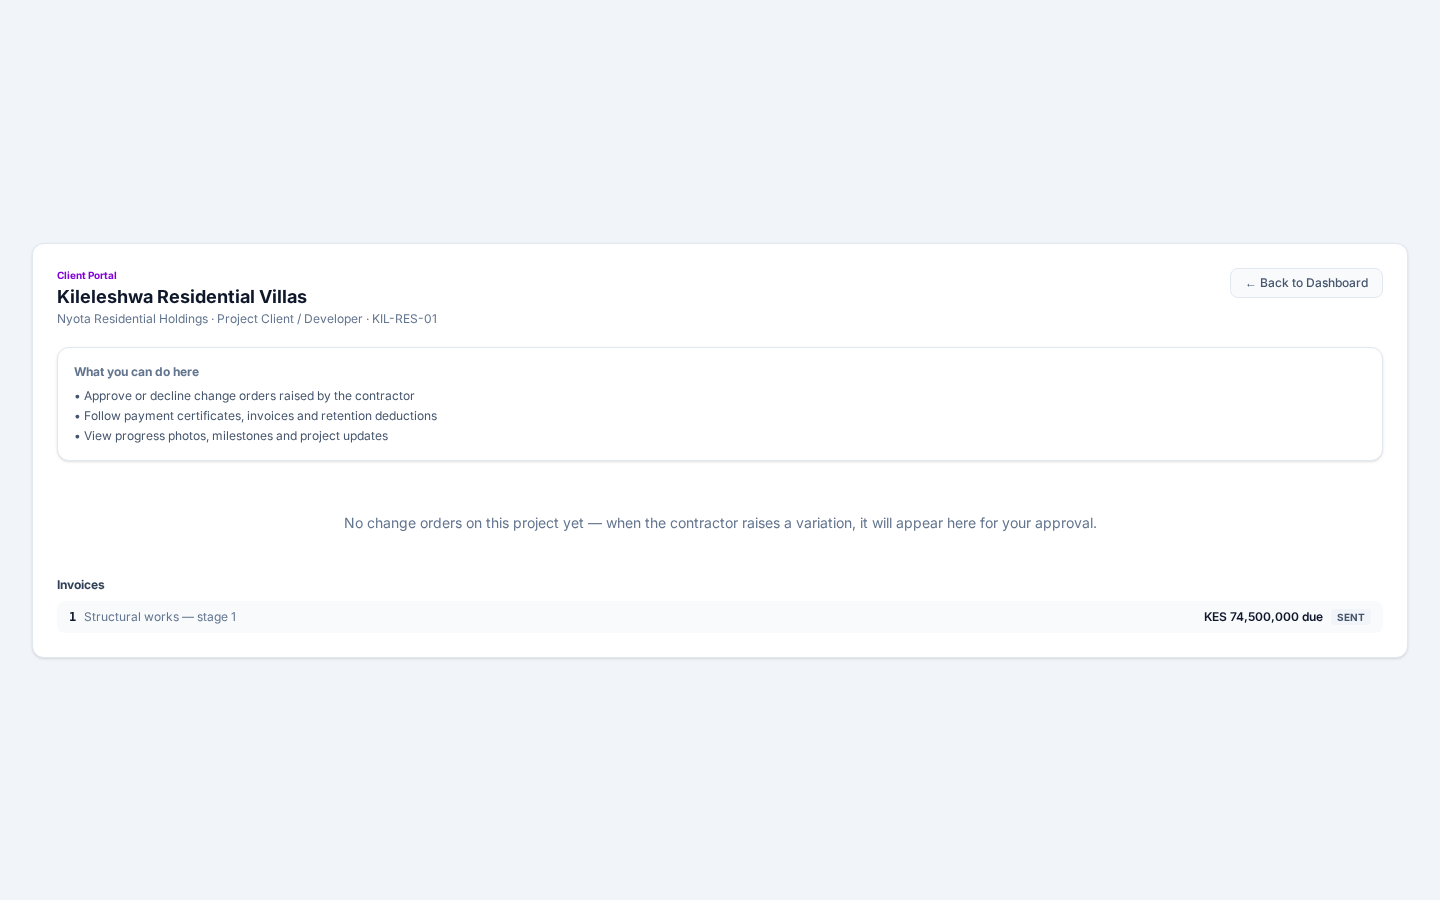 Client Portal
Kileleshwa Residential Villas
Nyota Residential Holdings · Project Client / Developer · KIL-RES-01
← Back to Dashboard
What you can do here
• Approve or decline change orders raised by the contractor
• Follow payment certificates, invoices and retention deductions
• View progress photos, milestones and project updates
No change orders on this project yet — when the contractor raises a variation, it will appear here for your approval.
Invoices
1 Structural works — stage 1 KES 74,500,000 due SENT